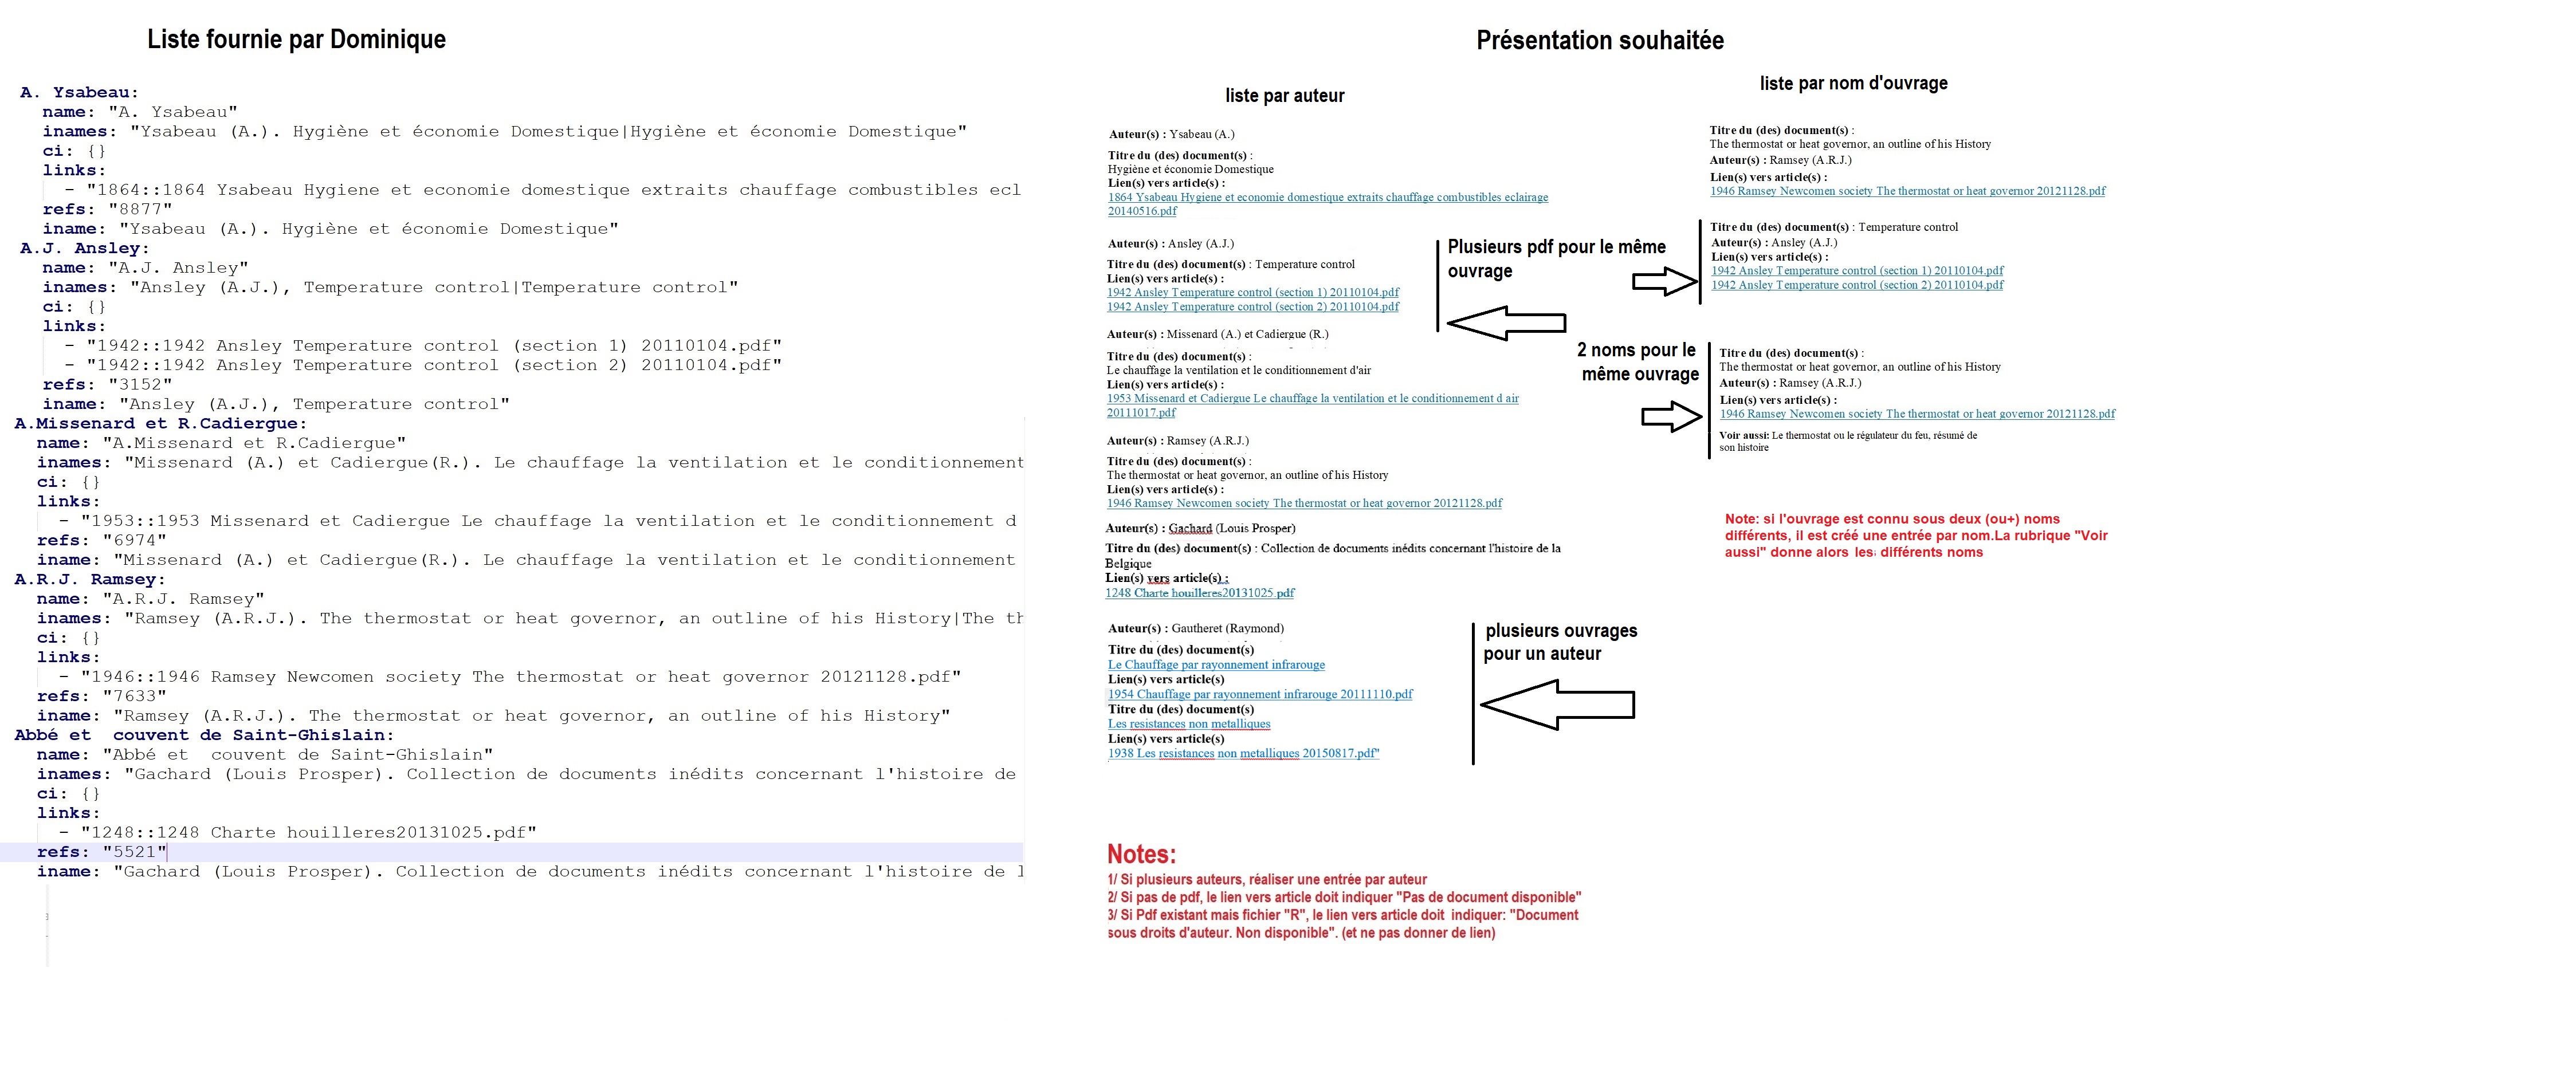 Liste fournie par Dominique
A. Ysabeau:
name: "A. Ysabeau"
inames: "Ysabeau (A.). Hygiène et économie Domestique|Hygiène et économie Domestique"
ci: {}
links:
- "1864::1864 Ysabeau Hygiene et economie domestique extraits chauffage combustibles ecl
refs: "8877"
iname: "Ysabeau (A.). Hygiène et économie Domestique"
A.J. Ansley:
name: "A.J. Ansley"
inames: "Ansley (A.J.), Temperature control|Temperature control"
ci: {}
links:
- "1942::1942 Ansley Temperature control (section 1) 20110104.pdf"
- "1942::1942 Ansley Temperature control (section 2) 20110104.pdf"
refs: "3152"
iname: "Ansley (A.J.), Temperature control"
A.Missenard et R.Cadiergue:
name: "A.Missenard et R.Cadiergue"
inames: "Missenard (A.) et Cadiergue(R.). Le chauffage la ventilation et le conditionnement
ci: {}
links:
- "1953::1953 Missenard et Cadiergue Le chauffage la ventilation et le conditionnement d
refs: "6974"
iname: "Missenard (A.) et Cadiergue(R.). Le chauffage la ventilation et le conditionnement
A.R.J. Ramsey:
name: "A.R.J. Ramsey"
inames: "Ramsey (A.R.J.). The thermostat or heat governor, an outline of his History|The th
ci: {}
links:
- "1946::1946 Ramsey Newcomen society The thermostat or heat governor 20121128.pdf"
refs: "7633"
iname: "Ramsey (A.R.J.). The thermostat or heat governor, an outline of his History"
Abbé et  couvent de Saint-Ghislain:
name: "Abbé et  couvent de Saint-Ghislain"
inames: "Gachard (Louis Prosper). Collection de documents inédits concernant l'histoire de
ci: {}
links:
- "1248::1248 Charte houilleres20131025.pdf"
refs: "5521"
iname: "Gachard (Louis Prosper). Collection de documents inédits concernant l'histoire de l
Présentation souhaitée
liste par auteur
Auteur(s) : Ysabeau (A.)
Titre du (des) document(s) :
Hygiène et économie Domestique
Lien(s) vers article(s) :
1864 Ysabeau Hygiene et economie domestique extraits chauffage combustibles eclairage
20140516.pdf
Auteur(s) : Ansley (A.J.)
Titre du (des) document(s) : Temperature control
Lien(s) vers article(s) :
1942 Ansley Temperature control (section 1) 20110104.pdf
1942 Ansley Temperature control (section 2) 20110104.pdf
Plusieurs pdf pour le même
ouvrage
Auteur(s) : Missenard (A.) et Cadiergue (R.)
Titre du (des) document(s) :
Le chauffage la ventilation et le conditionnement d'air
Lien(s) vers article(s) :
1953 Missenard et Cadiergue Le chauffage la ventilation et le conditionnement d air
20111017.pdf
Auteur(s) : Ramsey (A.R.J.)
Titre du (des) document(s) :
The thermostat or heat governor, an outline of his History
Lien(s) vers article(s) :
1946 Ramsey Newcomen society The thermostat or heat governor 20121128.pdf
Auteur(s) : Gachard (Louis Prosper)
Titre du (des) document(s) : Collection de documents inédits concernant l'histoire de la
Belgique
Lien(s) vers article(s) :
1248 Charte houilleres20131025.pdf
Auteur(s) : Gautheret (Raymond)
Titre du (des) document(s)
Le Chauffage par rayonnement infrarouge
Lien(s) vers article(s)
1954 Chauffage par rayonnement infrarouge 20111110.pdf
Titre du (des) document(s)
Les resistances non metalliques
Lien(s) vers article(s)
1938 Les resistances non metalliques 20150817.pdf"
plusieurs ouvrages
pour un auteur
liste par nom d'ouvrage
Titre du (des) document(s) :
The thermostat or heat governor, an outline of his History
Auteur(s) : Ramsey (A.R.J.)
Lien(s) vers article(s) :
1946 Ramsey Newcomen society The thermostat or heat governor 20121128.pdf
Titre du (des) document(s) : Temperature control
Auteur(s) : Ansley (A.J.)
Lien(s) vers article(s) :
1942 Ansley Temperature control (section 1) 20110104.pdf
1942 Ansley Temperature control (section 2) 20110104.pdf
2 noms pour le
même ouvrage
Titre du (des) document(s) :
The thermostat or heat governor, an outline of his History
Auteur(s) : Ramsey (A.R.J.)
Lien(s) vers article(s) :
1946 Ramsey Newcomen society The thermostat or heat governor 20121128.pdf
Voir aussi: Le thermostat ou le régulateur du feu, résumé de
son histoire
Note: si l'ouvrage est connu sous deux (ou+) noms
différents, il est créé une entrée par nom.La rubrique "Voir
aussi" donne alors les différents noms
Notes:
1/ Si plusieurs auteurs, réaliser une entrée par auteur
2/ Si pas de pdf, le lien vers article doit indiquer "Pas de document disponible"
3/ Si Pdf existant mais fichier "R", le lien vers article doit indiquer: "Document
sous droits d'auteur. Non disponible". (et ne pas donner de lien)